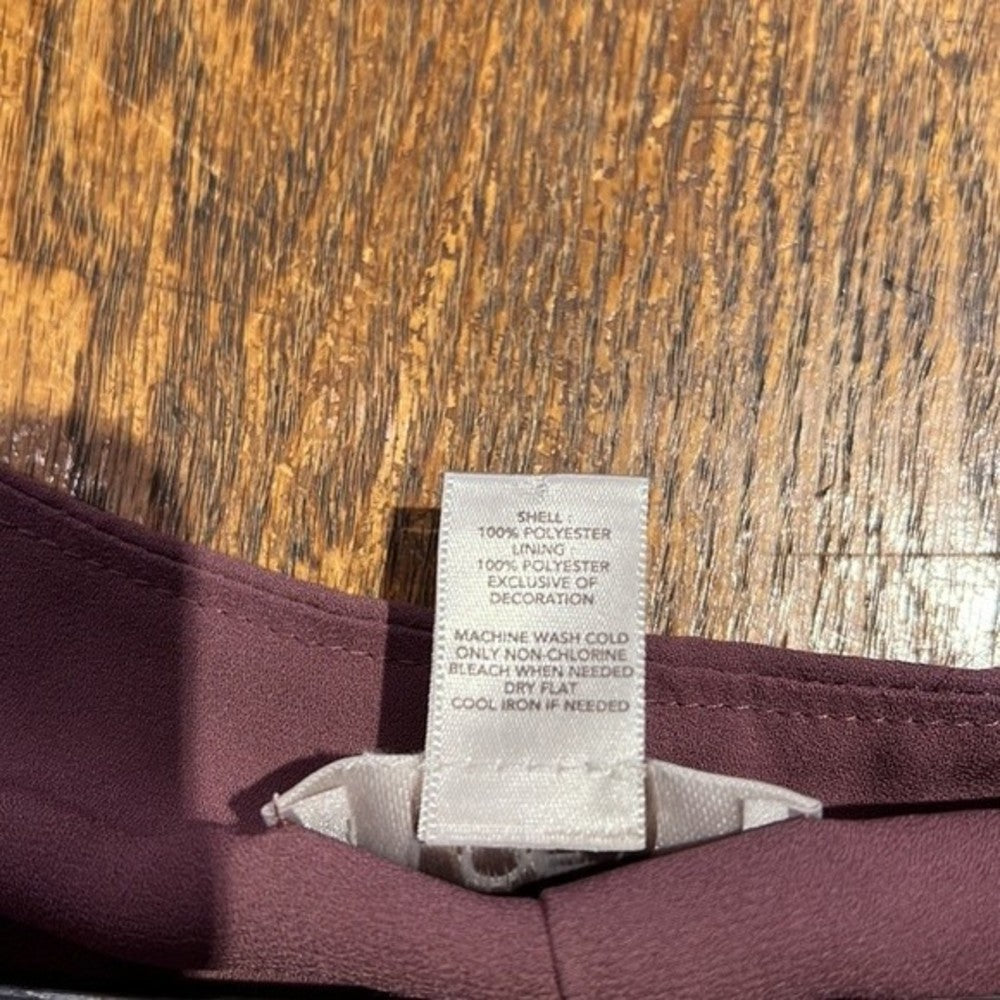 SHELL :
100% POLYESTER
LINING :
100% POLYESTER
EXCLUSIVE OF
DECORATION
MACHINE WASH COLD
ONLY NON-CHLORINE
BLEACH WHEN NEEDED
DRY FLAT
COOL IRON IF NEEDED